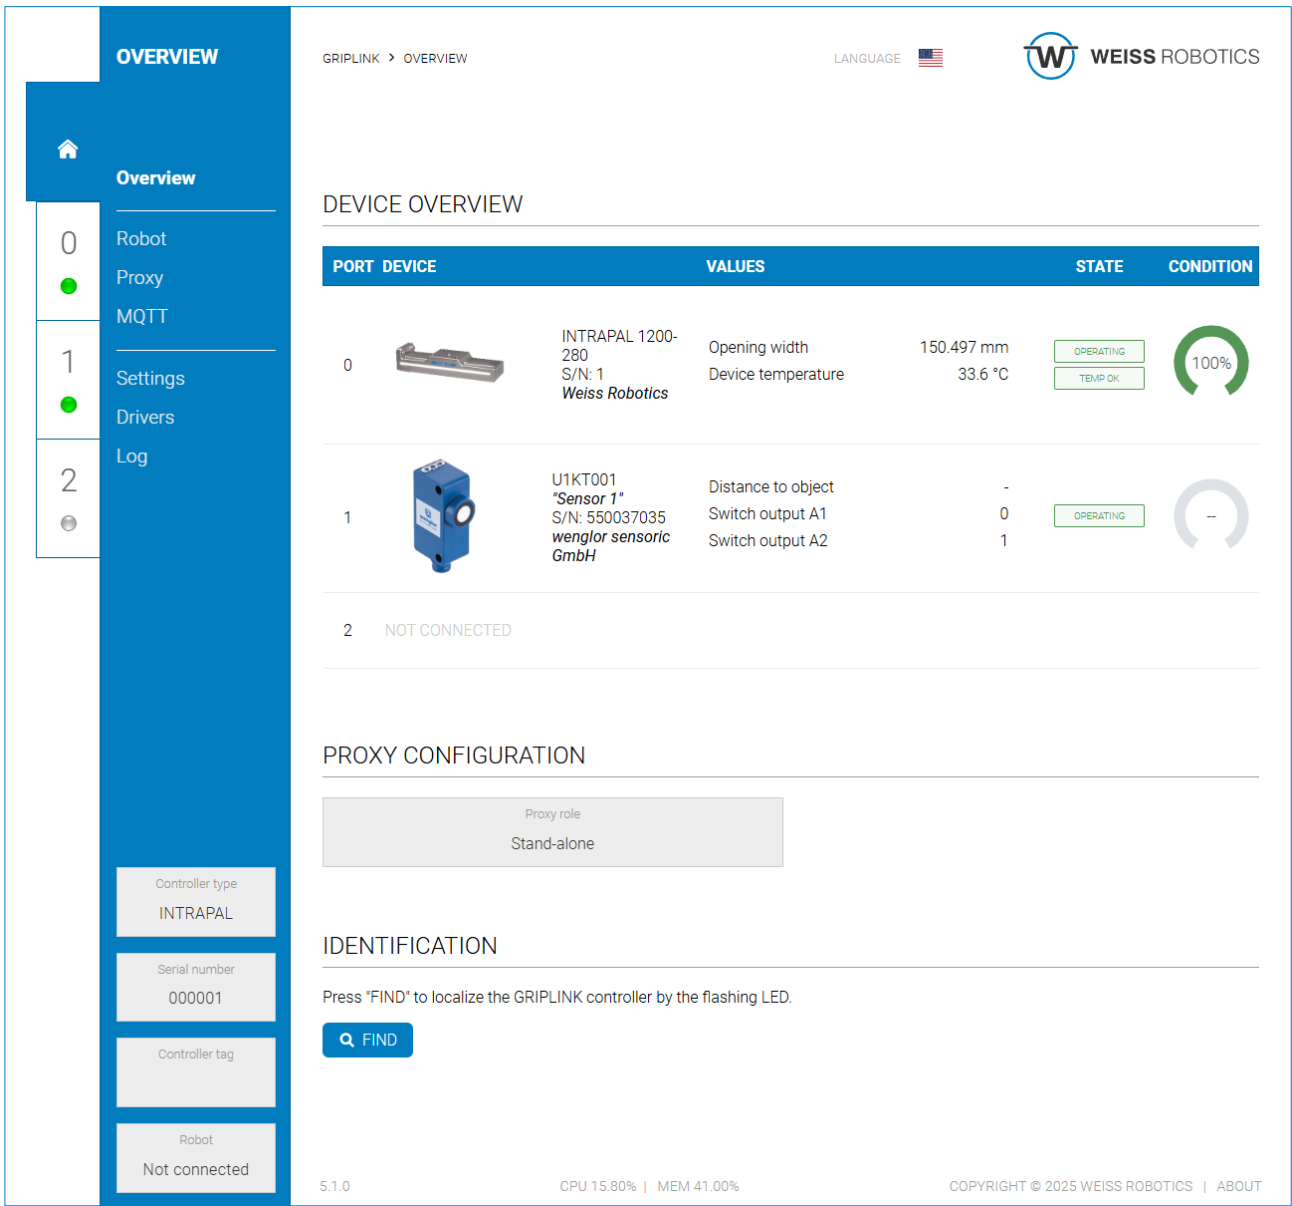 OVERVIEW
GRIPLINK > OVERVIEW
LANGUAGE
W WEISS ROBOTICS
Overview
0
Robot
Proxy
MQTT
1
Settings
Drivers
Log
2
DEVICE OVERVIEW
PORT DEVICE VALUES STATE CONDITION
0
INTRAPAL 1200-
280
S/N: 1
Weiss Robotics
Opening width 150.497 mm
Device temperature 33.6 °C
OPERATING
TEMP OK
100%
1
wenglor
U1KT001
"Sensor 1"
S/N: 550037035
wenglor sensoric
GmbH
Distance to object -
Switch output A1 0
Switch output A2 1
OPERATING
--
2 NOT CONNECTED
PROXY CONFIGURATION
Proxy role
Stand-alone
Controller type
INTRAPAL
Serial number
000001
Controller tag
Robot
Not connected
IDENTIFICATION
Press "FIND" to localize the GRIPLINK controller by the flashing LED.
FIND
5.1.0 CPU 15.80% | MEM 41.00% COPYRIGHT © 2025 WEISS ROBOTICS | ABOUT